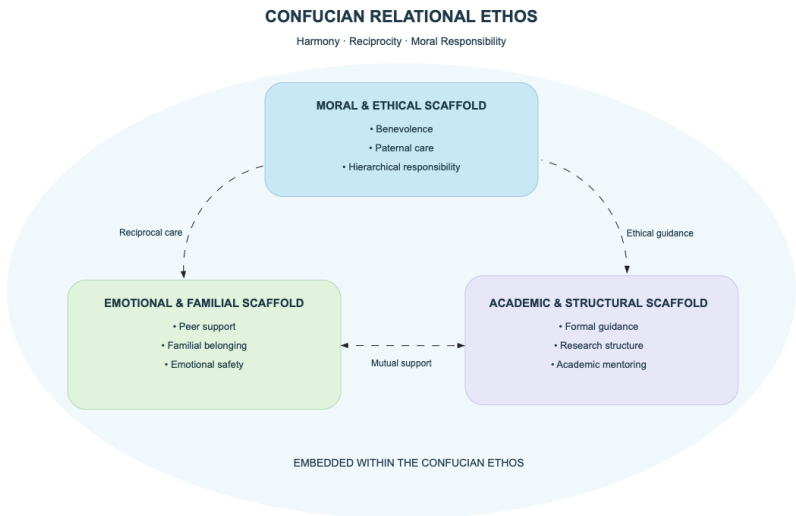 CONFUCIAN RELATIONAL ETHOS
Harmony · Reciprocity · Moral Responsibility
MORAL & ETHICAL SCAFFOLD
• Benevolence
• Paternal care
• Hierarchical responsibility
Reciprocal care
Ethical guidance
EMOTIONAL & FAMILIAL SCAFFOLD
• Peer support
• Familial belonging
• Emotional safety
Mutual support
ACADEMIC & STRUCTURAL SCAFFOLD
• Formal guidance
• Research structure
• Academic mentoring
EMBEDDED WITHIN THE CONFUCIAN ETHOS